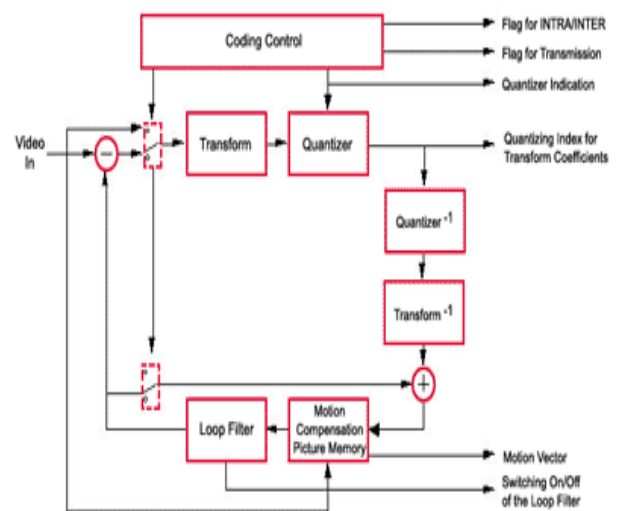 Coding Control
Flag for INTRA/INTER
Flag for Transmission
Quantizer Indication
Video
In
−
Transform
Quantizer
Quantizing Index for
Transform Coefficients
Quantizer -1
Transform -1
+
Loop Filter
Motion
Compensation
Picture Memory
Motion Vector
Switching On/Off
of the Loop Filter